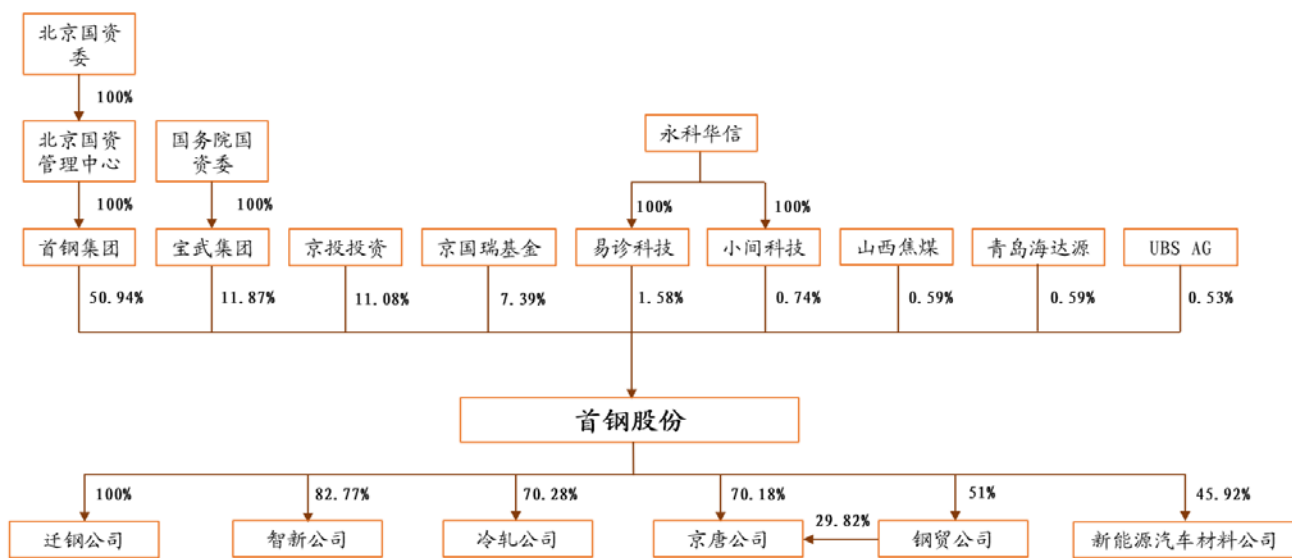 北京国资
委
100%
北京国资
管理中心
国务院国
资委
永科华信
100%
100%
100%
100%
首钢集团
宝武集团
京投投资
京国瑞基金
易诊科技
小间科技
山西焦煤
青岛海达源
UBS AG
50.94%
11.87%
11.08%
7.39%
1.58%
0.74%
0.59%
0.59%
0.53%
首钢股份
100%
82.77%
70.28%
70.18%
51%
45.92%
29.82%
迁钢公司
智新公司
冷轧公司
京唐公司
钢贸公司
新能源汽车材料公司